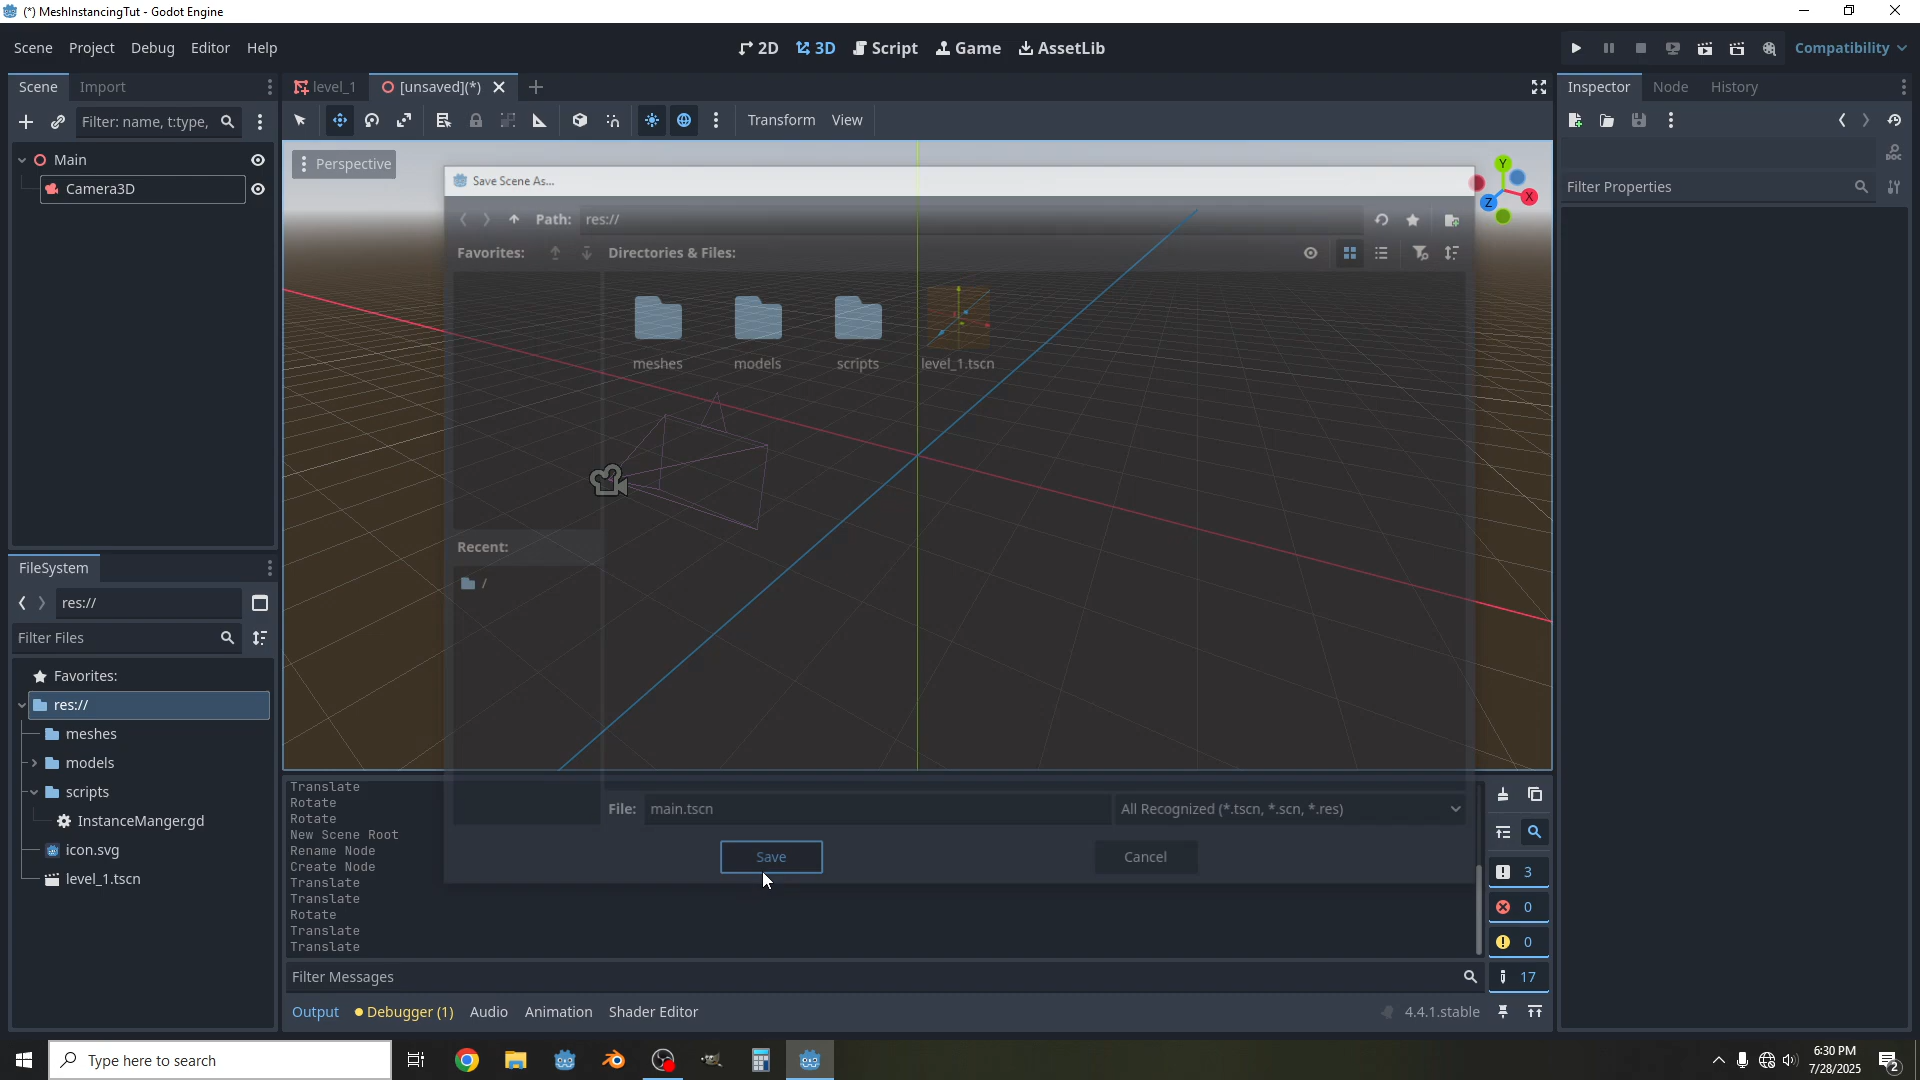 (*) MeshInstancingTut - Godot Engine
Scene Project Debug Editor Help
2D 3D Script Game AssetLib
Compatibility
Scene Import
level_1 [unsaved](*)
Inspector Node History
Filter: name, t:type,
Transform View
Main
Camera3D
Perspective
Y
X
Z
Filter Properties
Save Scene As...
Path: res://
Favorites: Directories & Files:
meshes models scripts level_1.tscn
Recent:
/
File: main.tscn All Recognized (*.tscn, *.scn, *.res)
Save Cancel
FileSystem
res://
Filter Files
Favorites:
res://
meshes
models
scripts
InstanceManger.gd
icon.svg
level_1.tscn
Translate
Rotate
Rotate
New Scene Root
Rename Node
Create Node
Translate
Translate
Rotate
Translate
Translate
3
0
0
17
Filter Messages
Output Debugger (1) Audio Animation Shader Editor
4.4.1.stable
Type here to search
6:30 PM
7/28/2025
2
DOC